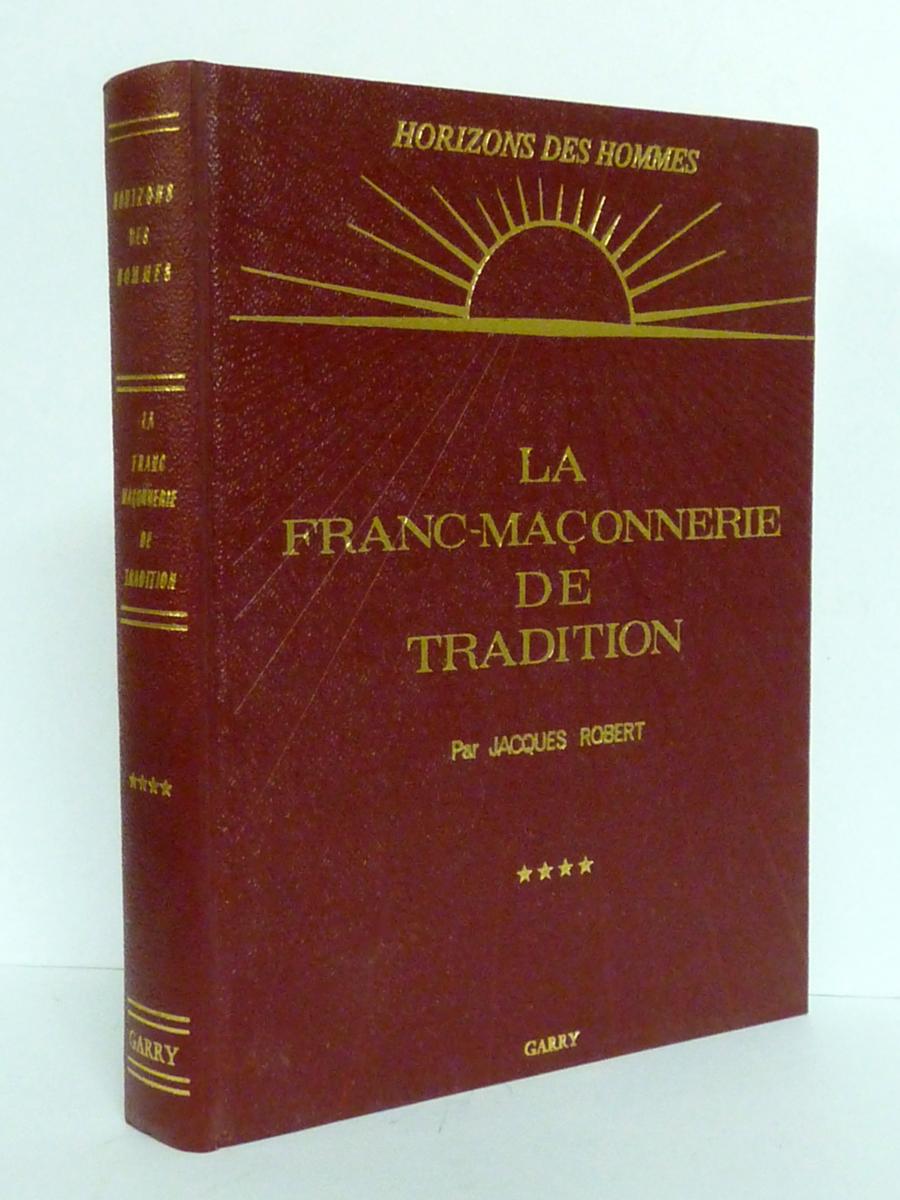 HORIZONS DES HOMMES
LA
FRANC-MAÇONNERIE
DE
TRADITION
Par JACQUES ROBERT
GARRY
HORIZONS
DES
HOMMES
LA
FRANC
MAÇONNERIE
DE
TRADITION
GARRY